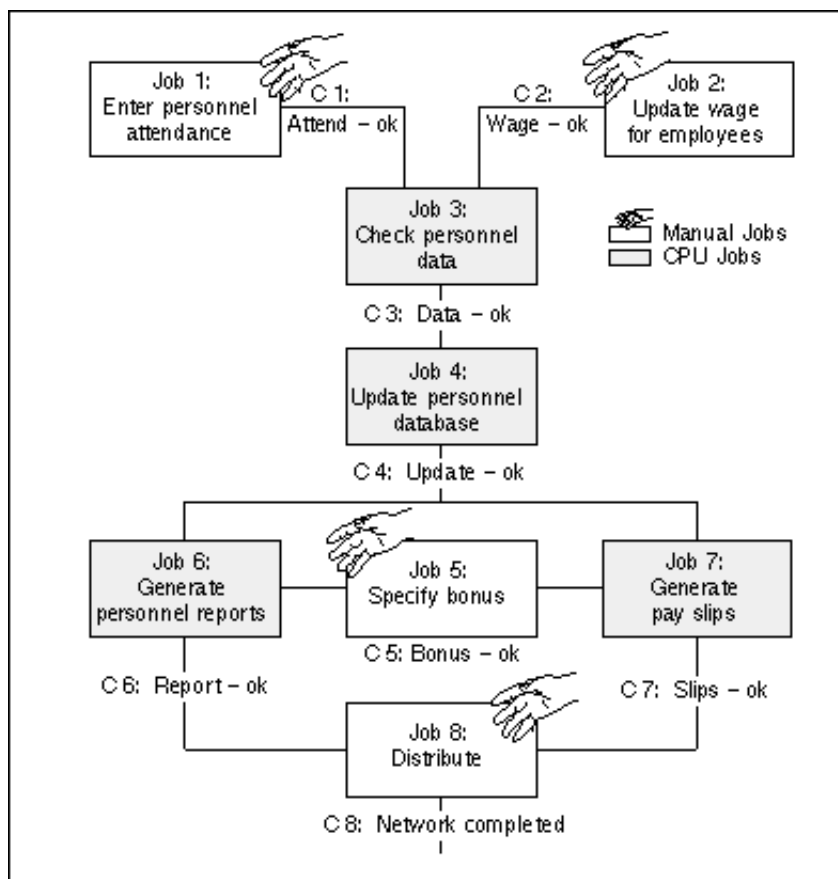 Job 1:
Enter personnel
attendance
C 1:
Attend – ok
C 2:
Wage – ok
Job 2:
Update wage
for employees
Job 3:
Check personnel
data
Manual Jobs
CPU Jobs
C 3: Data – ok
Job 4:
Update personnel
database
C 4: Update – ok
Job 6:
Generate
personnel reports
Job 5:
Specify bonus
Job 7:
Generate
pay slips
C 5: Bonus – ok
C 6: Report – ok
C 7: Slips – ok
Job 8:
Distribute
C 8: Network completed